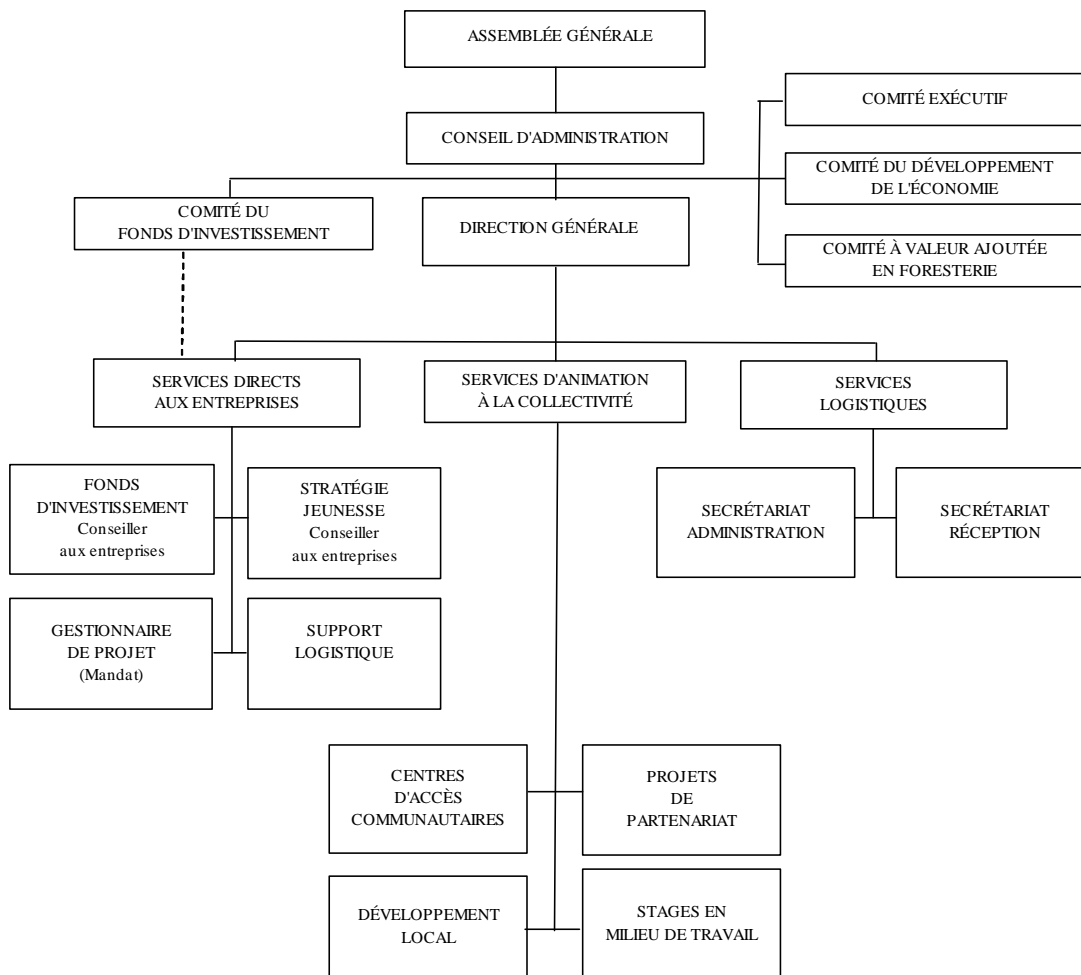 ASSEMBLÉE GÉNÉRALE
COMITÉ EXÉCUTIF
CONSEIL D'ADMINISTRATION
COMITÉ DU DÉVELOPPEMENT
DE L'ÉCONOMIE
COMITÉ DU
FONDS D'INVESTISSEMENT
DIRECTION GÉNÉRALE
COMITÉ À VALEUR AJOUTÉE
EN FORESTERIE
SERVICES DIRECTS
AUX ENTREPRISES
SERVICES D'ANIMATION
À LA COLLECTIVITÉ
SERVICES
LOGISTIQUES
FONDS
D'INVESTISSEMENT
Conseiller
aux entreprises
STRATÉGIE
JEUNESSE
Conseiller
aux entreprises
SECRÉTARIAT
ADMINISTRATION
SECRÉTARIAT
RÉCEPTION
GESTIONNAIRE
DE PROJET
(Mandat)
SUPPORT
LOGISTIQUE
CENTRES
D'ACCÈS
COMMUNAUTAIRES
PROJETS
DE
PARTENARIAT
DÉVELOPPEMENT
LOCAL
STAGES EN
MILIEU DE TRAVAIL